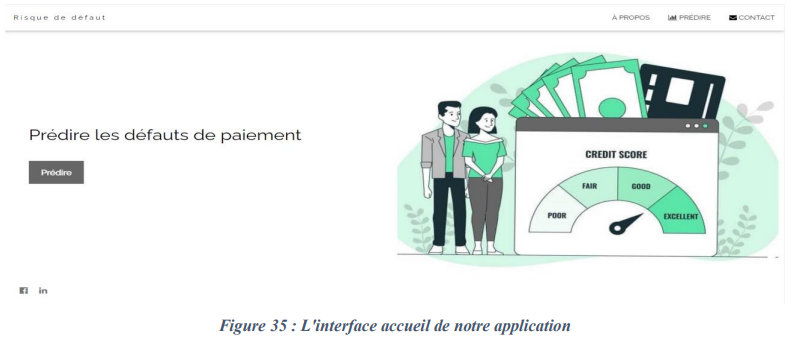 Risque de défaut
À PROPOS PRÉDIRE CONTACT
Prédire les défauts de paiement
Prédire
CREDIT SCORE
POOR FAIR GOOD EXCELLENT
Figure 35 : L'interface accueil de notre application